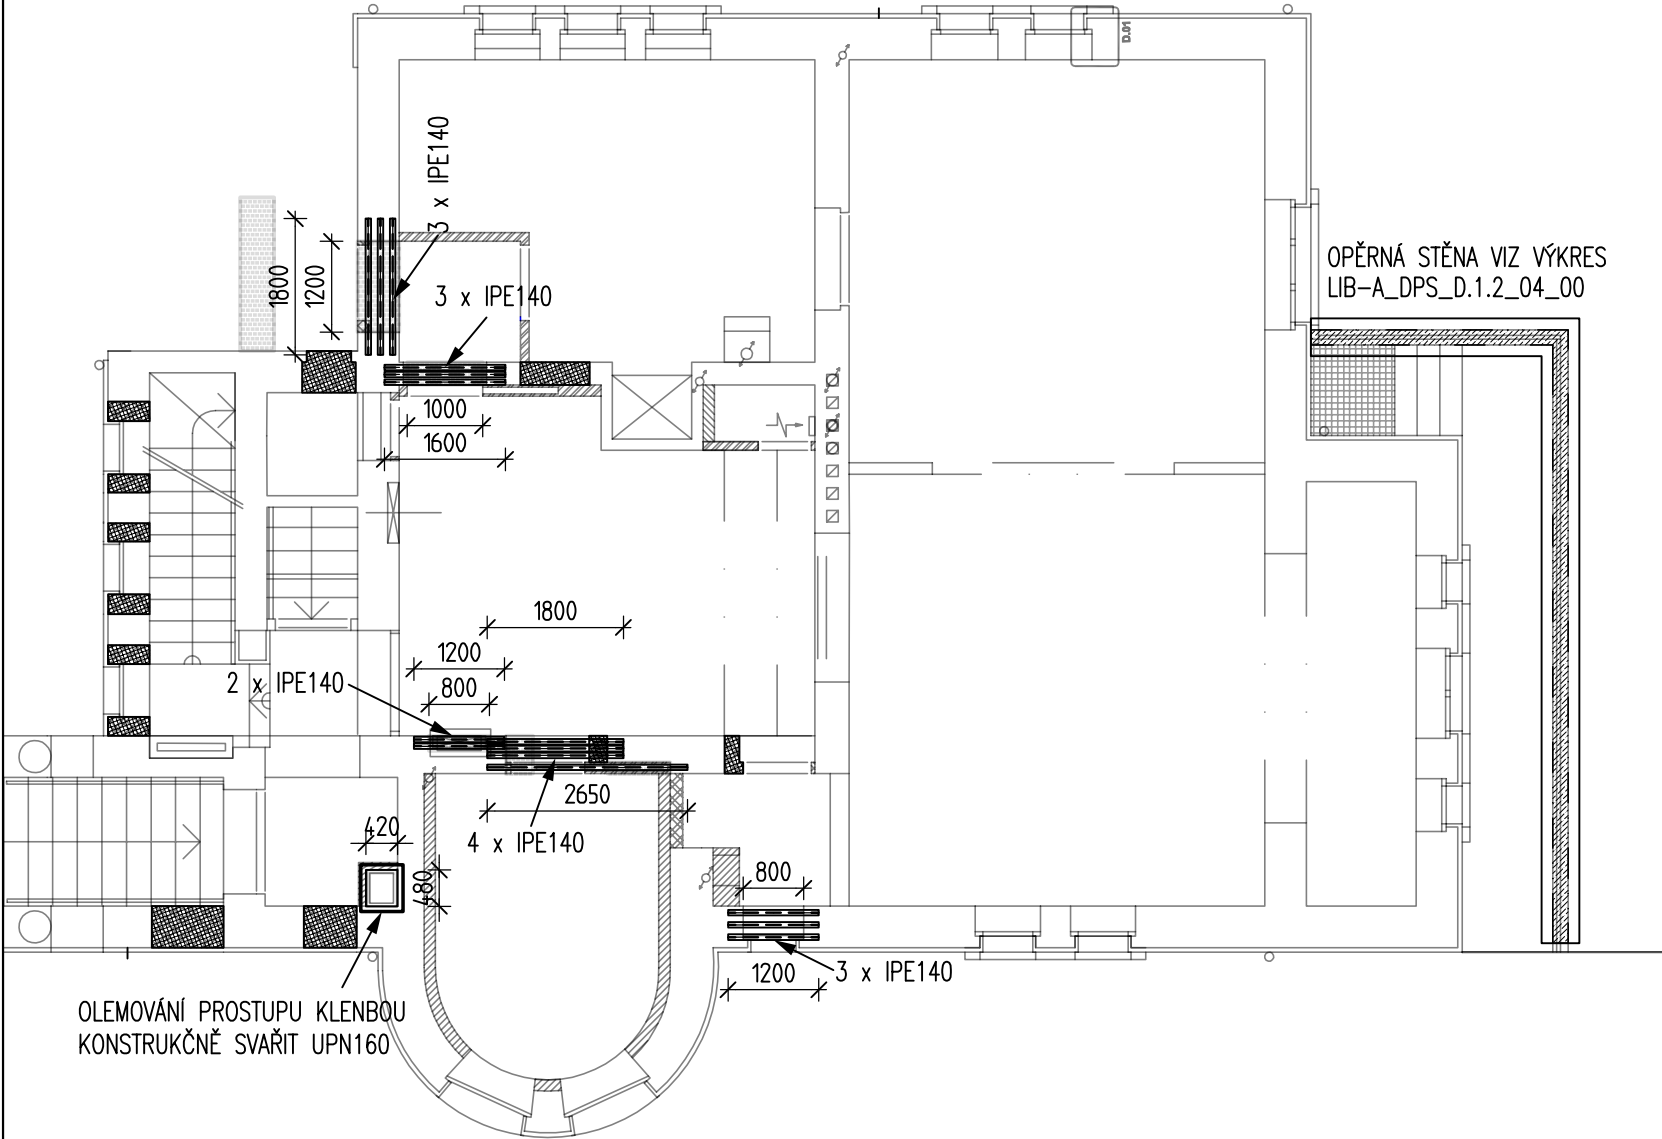 D.01
3 x IPE140
1800
1200
3 x IPE140
OPĚRNÁ STĚNA VIZ VÝKRES
LIB-A_DPS_D.1.2_04_00
1000
1600
1800
1200
2 x IPE140
800
2650
420
4 x IPE140
480
800
1200
3 x IPE140
OLEMOVÁNÍ PROSTUPU KLENBOU
KONSTRUKČNĚ SVAŘIT UPN160